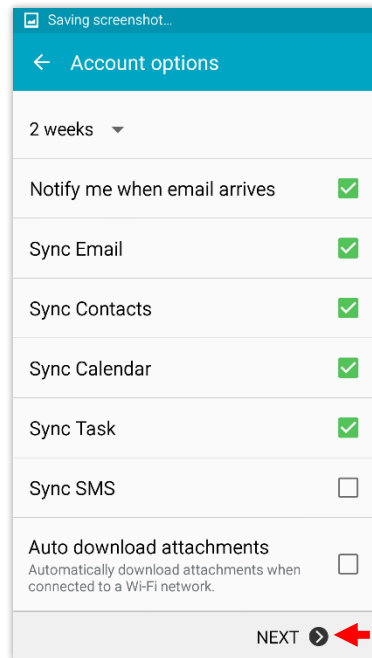 Saving screenshot...
Account options
2 weeks
Notify me when email arrives
Sync Email
Sync Contacts
Sync Calendar
Sync Task
Sync SMS
Auto download attachments
Automatically download attachments when
connected to a Wi-Fi network.
NEXT